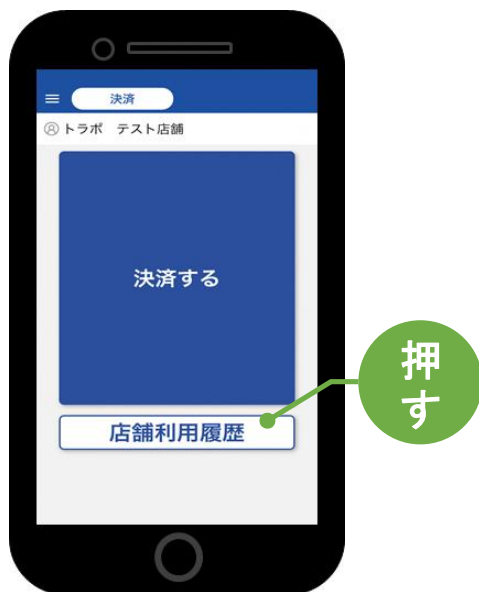 決済
トラポ テスト店舗
決済する
店舗利用履歴
押
す